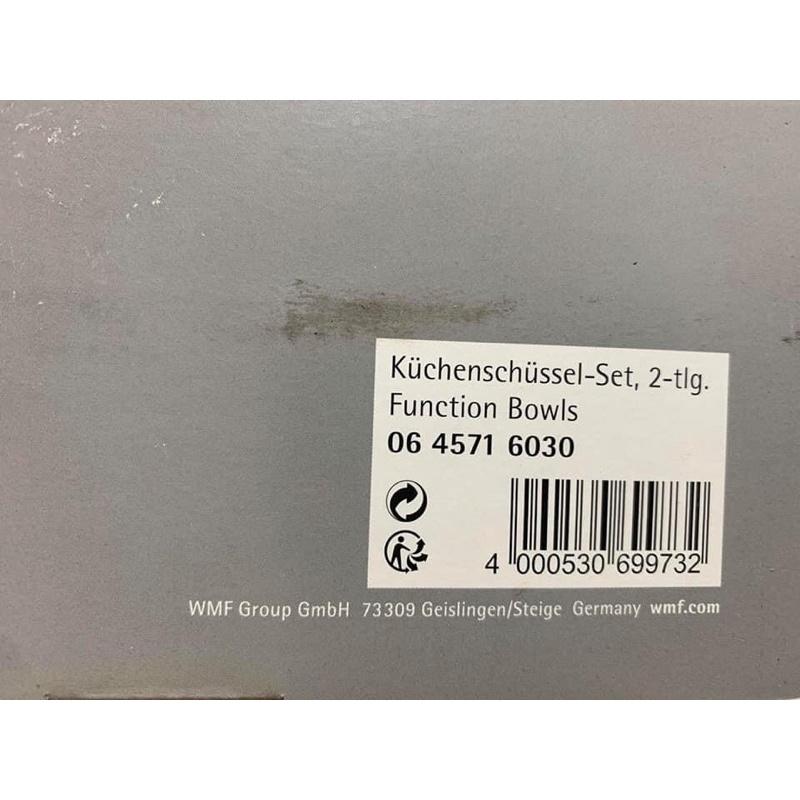 Küchenschüssel-Set, 2-tlg.
Function Bowls
06 4571 6030
4 000530 699732
WMF Group GmbH 73309 Geislingen/Steige Germany wmf.com